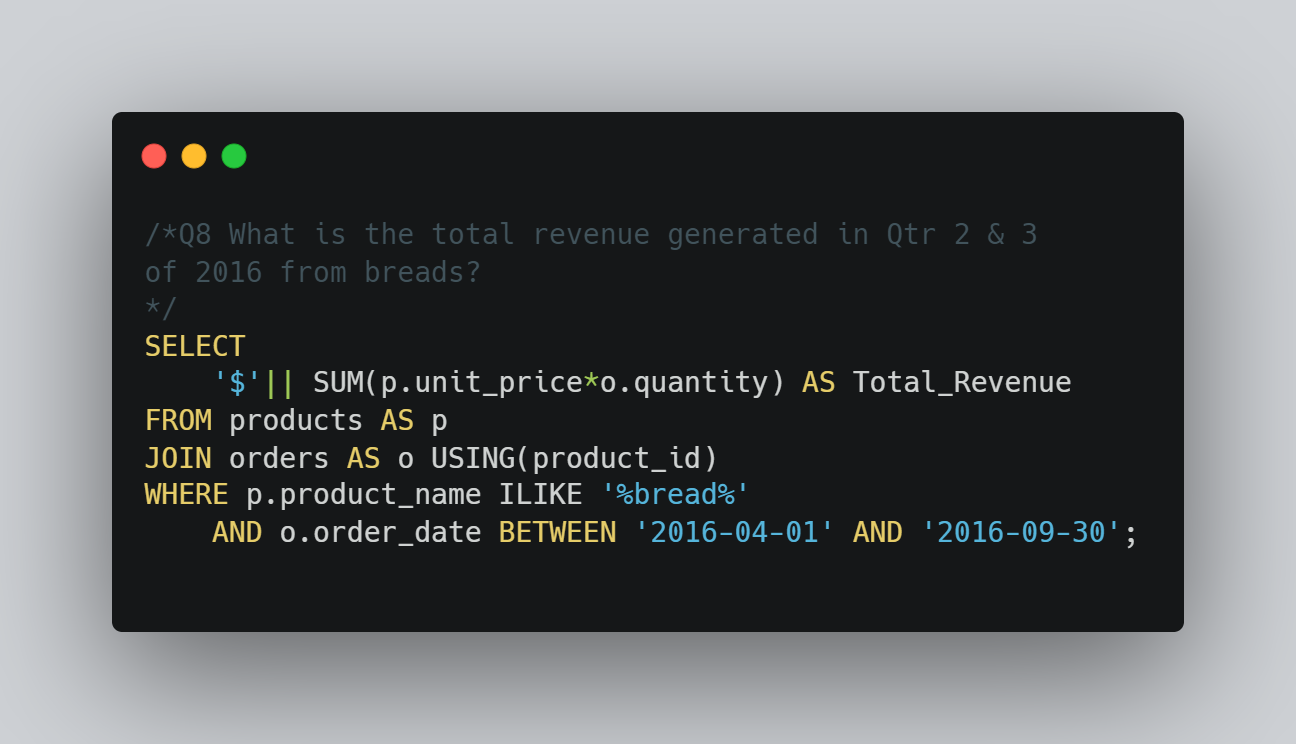 /*Q8 What is the total revenue generated in Qtr 2 & 3
of 2016 from breads?
*/
SELECT
    '$'|| SUM(p.unit_price*o.quantity) AS Total_Revenue
FROM products AS p
JOIN orders AS o USING(product_id)
WHERE p.product_name ILIKE '%bread%'
    AND o.order_date BETWEEN '2016-04-01' AND '2016-09-30';